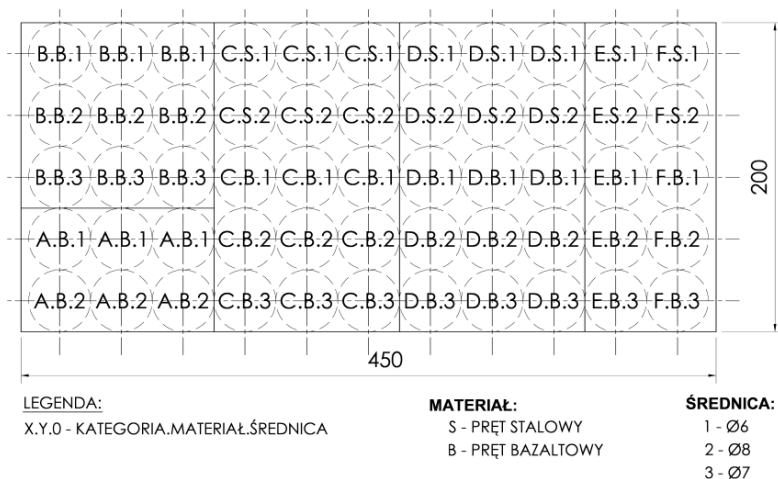 B.B.1 B.B.1 B.B.1 C.S.1 C.S.1 C.S.1 D.S.1 D.S.1 D.S.1 E.S.1 F.S.1
B.B.2 B.B.2 B.B.2 C.S.2 C.S.2 C.S.2 D.S.2 D.S.2 D.S.2 E.S.2 F.S.2
B.B.3 B.B.3 B.B.3 C.B.1 C.B.1 C.B.1 D.B.1 D.B.1 D.B.1 E.B.1 F.B.1
A.B.1 A.B.1 A.B.1 C.B.2 C.B.2 C.B.2 D.B.2 D.B.2 D.B.2 E.B.2 F.B.2
A.B.2 A.B.2 A.B.2 C.B.3 C.B.3 C.B.3 D.B.3 D.B.3 D.B.3 E.B.3 F.B.3
200
450
LEGENDA:
X.Y.0 - KATEGORIA.MATERIAŁ.ŚREDNICA
MATERIAŁ:
S - PRĘT STALOWY
B - PRĘT BAZALTOWY
ŚREDNICA:
1 - Ø6
2 - Ø8
3 - Ø7